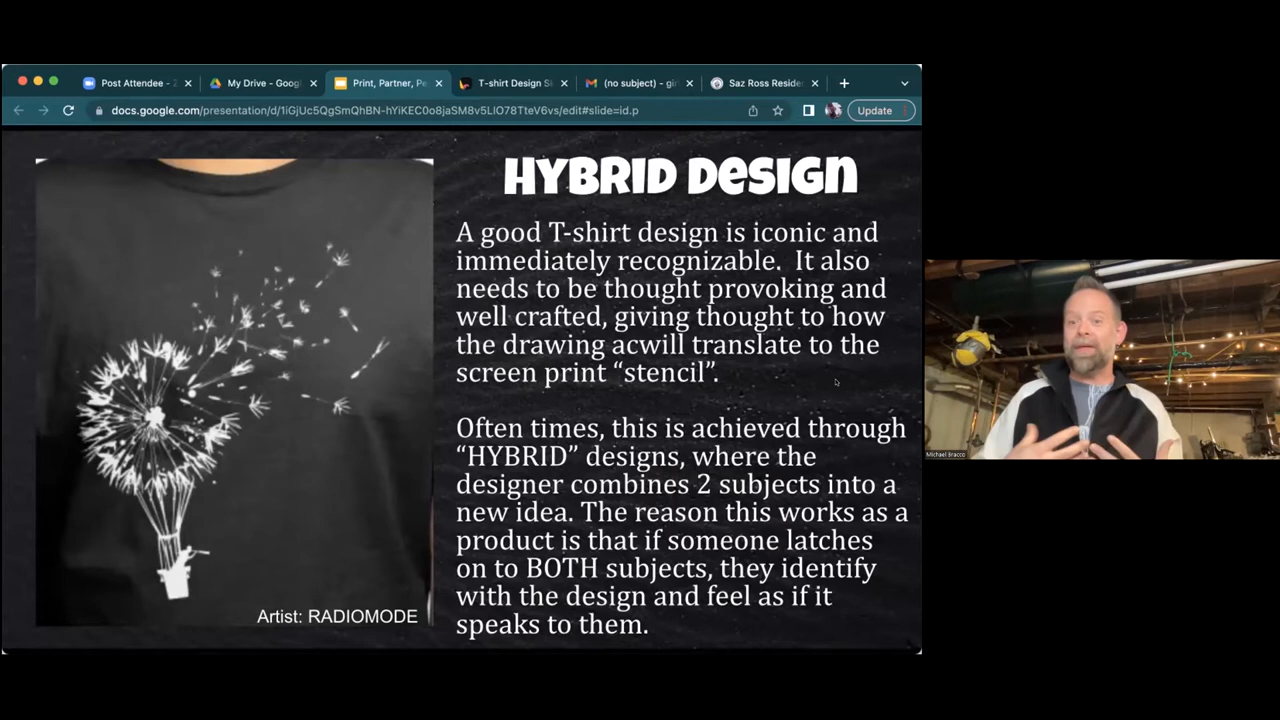 Post Attendee - 2
My Drive - Goog
Print, Partner, Pe
T-shirt Design S
(no subject) - gi
Saz Ross Reside
docs.google.com/presentation/d/1iGjUc5QgSmQhBN-hYiKEC0o8jaSM8v5LIO78TteV6vs/edit#slide=id.p
Update
HYBRID DESIGN
A good T-shirt design is iconic and
immediately recognizable. It also
needs to be thought provoking and
well crafted, giving thought to how
the drawing acwill translate to the
screen print “stencil”.
Often times, this is achieved through
“HYBRID” designs, where the
designer combines 2 subjects into a
new idea. The reason this works as a
product is that if someone latches
on to BOTH subjects, they identify
with the design and feel as if it
speaks to them.
Artist: RADIOMODE
Michael Bracco